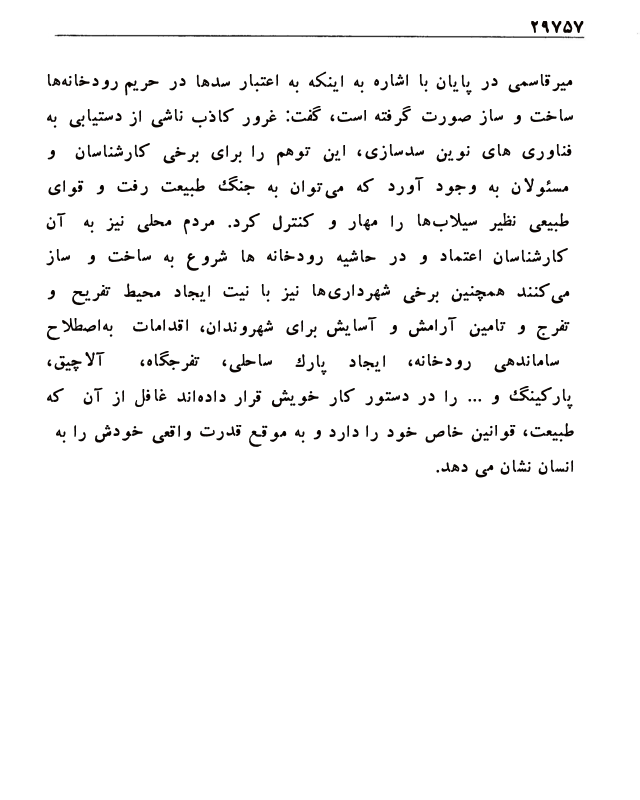 ۲۹۷۵۷
میرقاسمی در پایان با اشاره به اینکه به اعتبار سدها در حریم رودخانه‌ها
ساخت و ساز صورت گرفته است، گفت: غرور کاذب ناشی از دستیابی به
فناوری های نوین سدسازی، این توهم را برای برخی کارشناسان و
مسئولان به وجود آورد که می‌توان به جنگ طبیعت رفت و قوای
طبیعی نظیر سیلاب‌ها را مهار و کنترل کرد. مردم محلی نیز به آن
کارشناسان اعتماد و در حاشیه رودخانه ها شروع به ساخت و ساز
می‌کنند همچنین برخی شهرداری‌ها نیز با نیت ایجاد محیط تفریح و
تفرج و تامین آرامش و آسایش برای شهروندان، اقدامات به‌اصطلاح
ساماندهی رودخانه، ایجاد پارك ساحلی، تفرجگاه، آلاچیق،
پارکینگ و ... را در دستور کار خویش قرار داده‌اند غافل از آن که
طبیعت، قوانین خاص خود را دارد و به موقع قدرت واقعی خودش را به
انسان نشان می دهد.